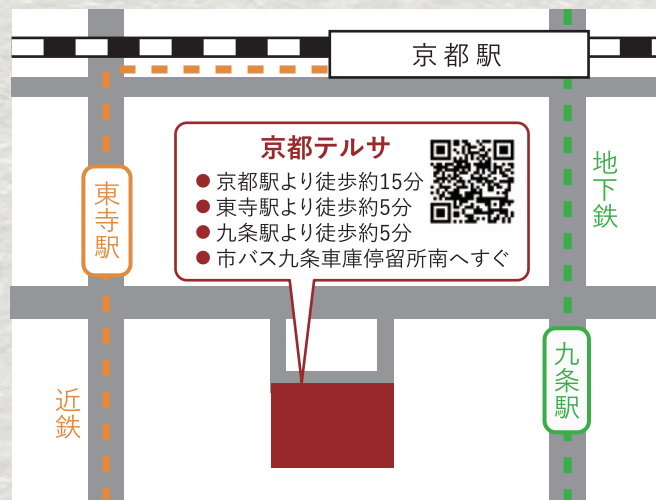 京都駅
京都テルサ
● 京都駅より徒歩約15分
● 東寺駅より徒歩約5分
● 九条駅より徒歩約5分
● 市バス九条車庫停留所南へすぐ
東寺駅
地下鉄
近鉄
九条駅